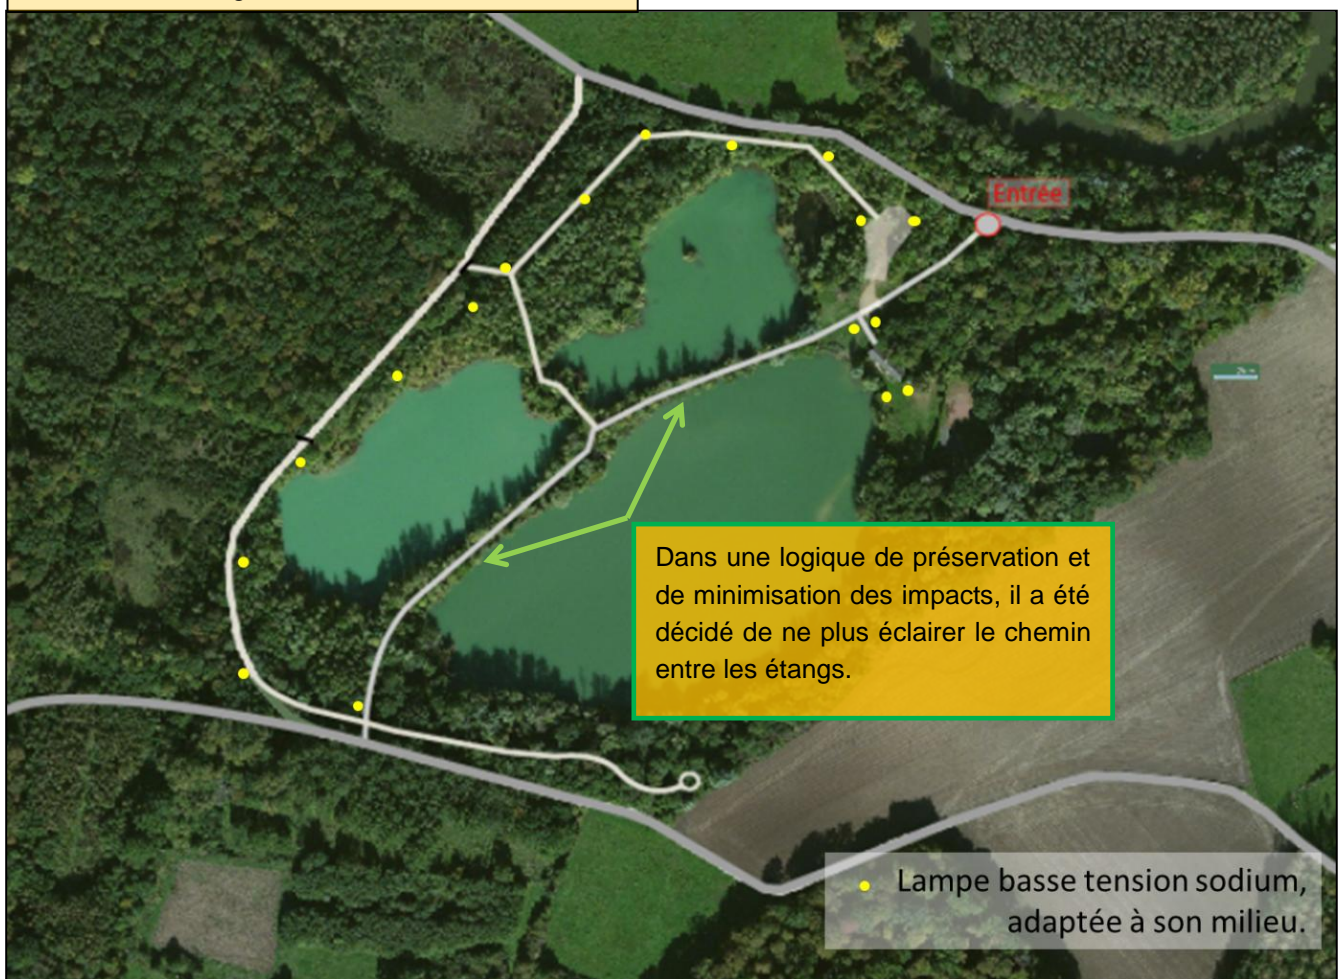 Entrée
Dans une logique de préservation et
de minimisation des impacts, il a été
décidé de ne plus éclairer le chemin
entre les étangs.
Lampe basse tension sodium,
adaptée à son milieu.